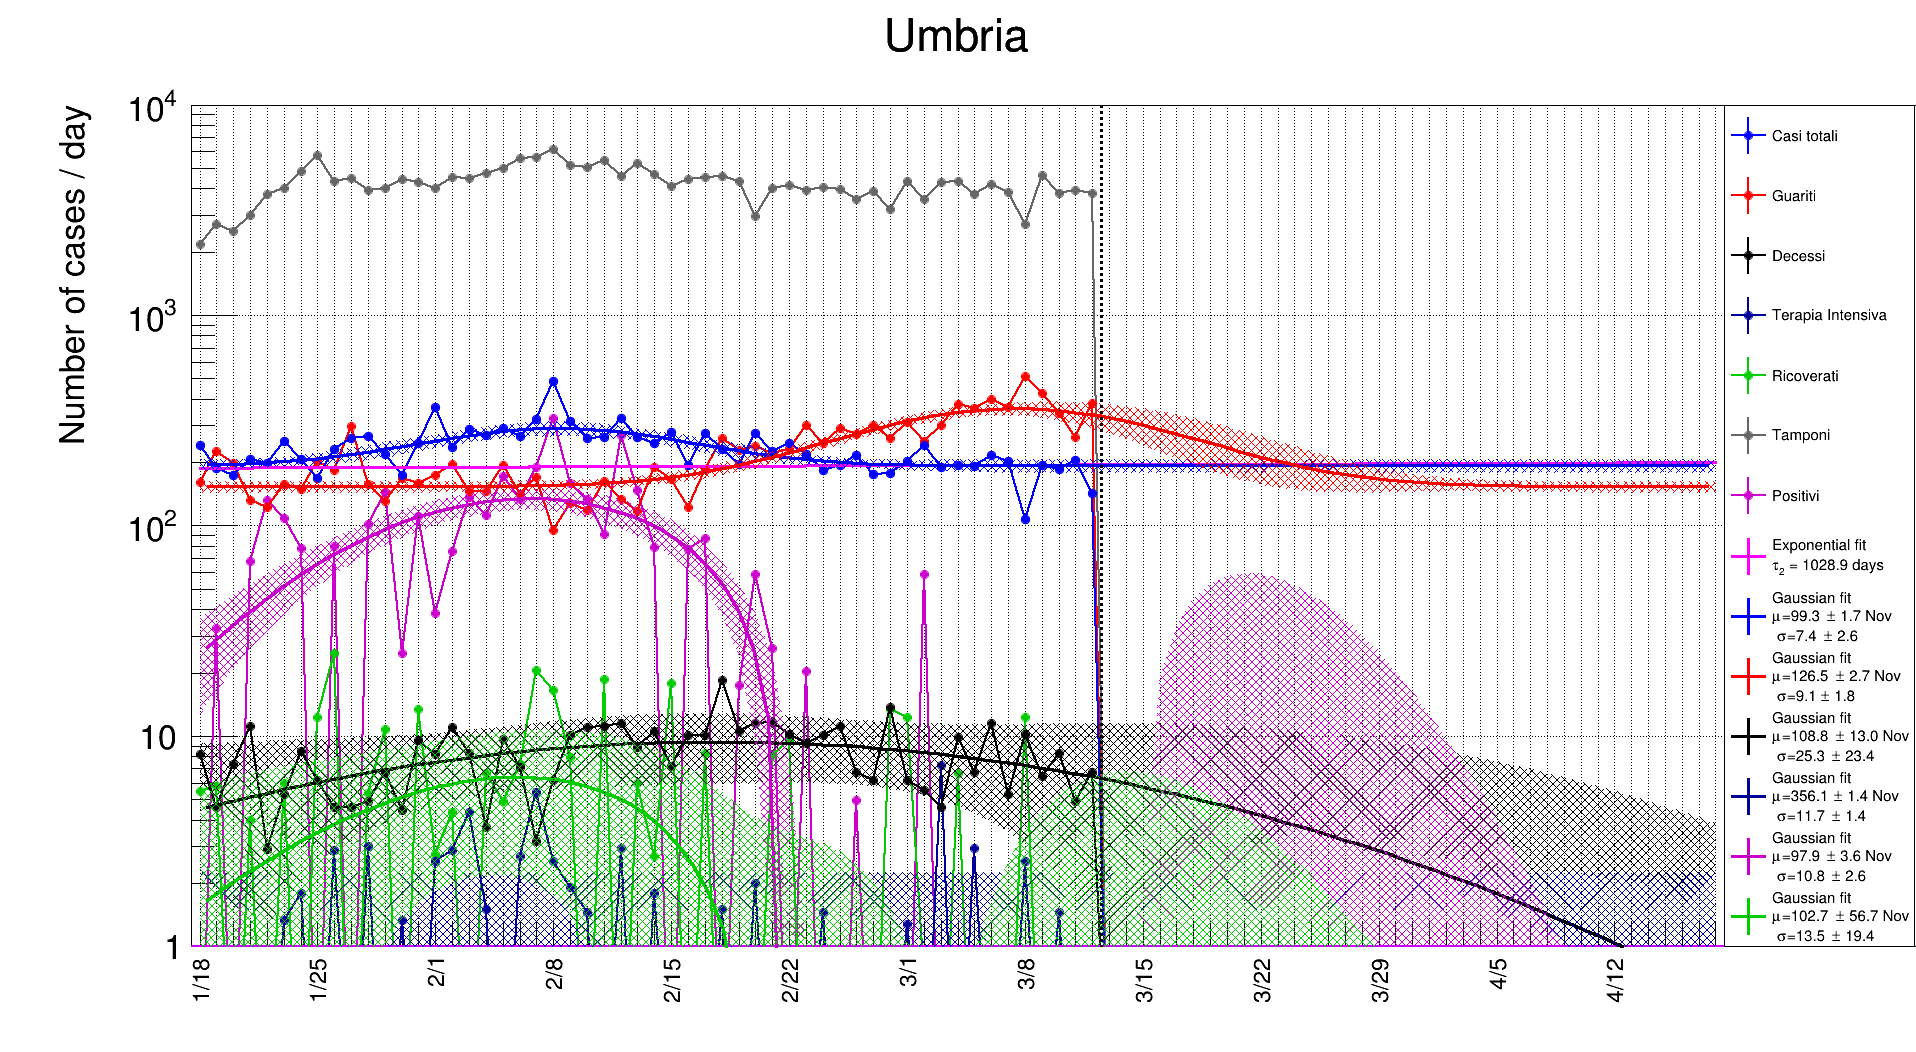 Umbria
Number of cases / day
10^4
10^3
10^2
10
1
1/18
1/25
2/1
2/8
2/15
2/22
3/1
3/8
3/15
3/22
3/29
4/5
4/12
Casi totali
Guariti
Decessi
Terapia Intensiva
Ricoverati
Tamponi
Positivi
Exponential fit
τ₂ = 1028.9 days
Gaussian fit
μ=99.3 ± 1.7 Nov
σ=7.4 ± 2.6
Gaussian fit
μ=126.5 ± 2.7 Nov
σ=9.1 ± 1.8
Gaussian fit
μ=108.8 ± 13.0 Nov
σ=25.3 ± 23.4
Gaussian fit
μ=356.1 ± 1.4 Nov
σ=11.7 ± 1.4
Gaussian fit
μ=97.9 ± 3.6 Nov
σ=10.8 ± 2.6
Gaussian fit
μ=102.7 ± 56.7 Nov
σ=13.5 ± 19.4